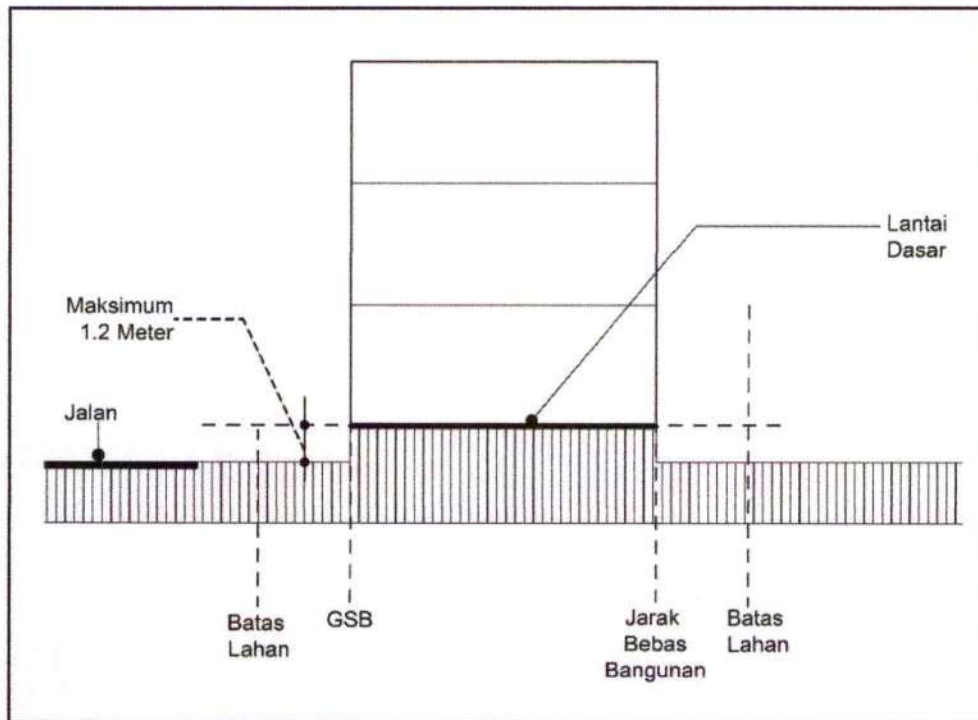 Lantai
Dasar
Maksimum
1.2 Meter
Jalan
Batas
Lahan
GSB
Jarak
Bebas
Bangunan
Batas
Lahan